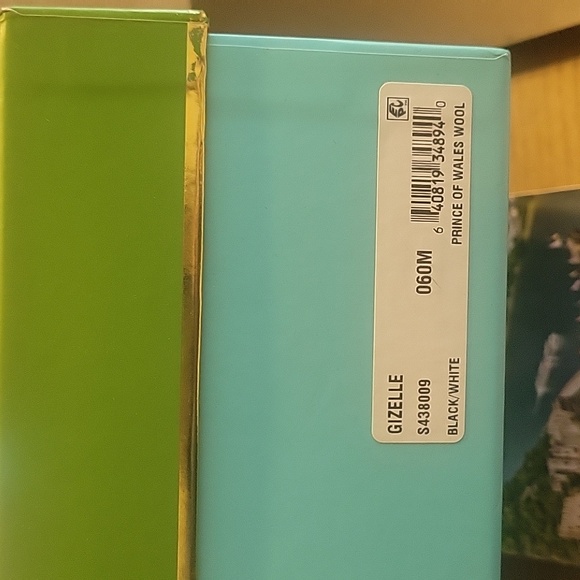 GIZELLE
S438009 060M
BLACK/WHITE PRINCE OF WALES WOOL
6 40819 34894 0